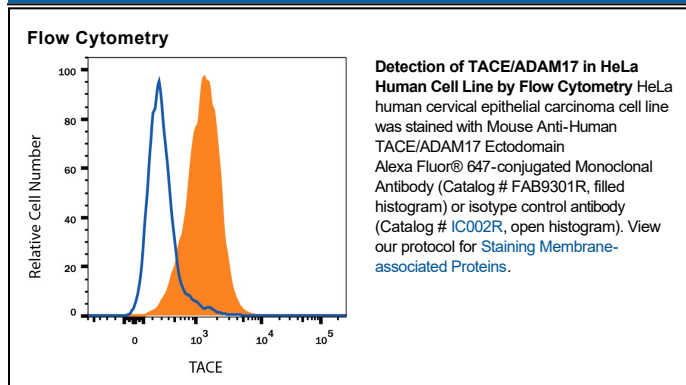 Flow Cytometry
100
80
60
40
20
0
Relative Cell Number
0 10³ 10⁴ 10⁵
TACE
Detection of TACE/ADAM17 in HeLa
Human Cell Line by Flow Cytometry HeLa
human cervical epithelial carcinoma cell line
was stained with Mouse Anti-Human
TACE/ADAM17 Ectodomain
Alexa Fluor® 647-conjugated Monoclonal
Antibody (Catalog # FAB9301R, filled
histogram) or isotype control antibody
(Catalog # IC002R, open histogram). View
our protocol for Staining Membrane-
associated Proteins.